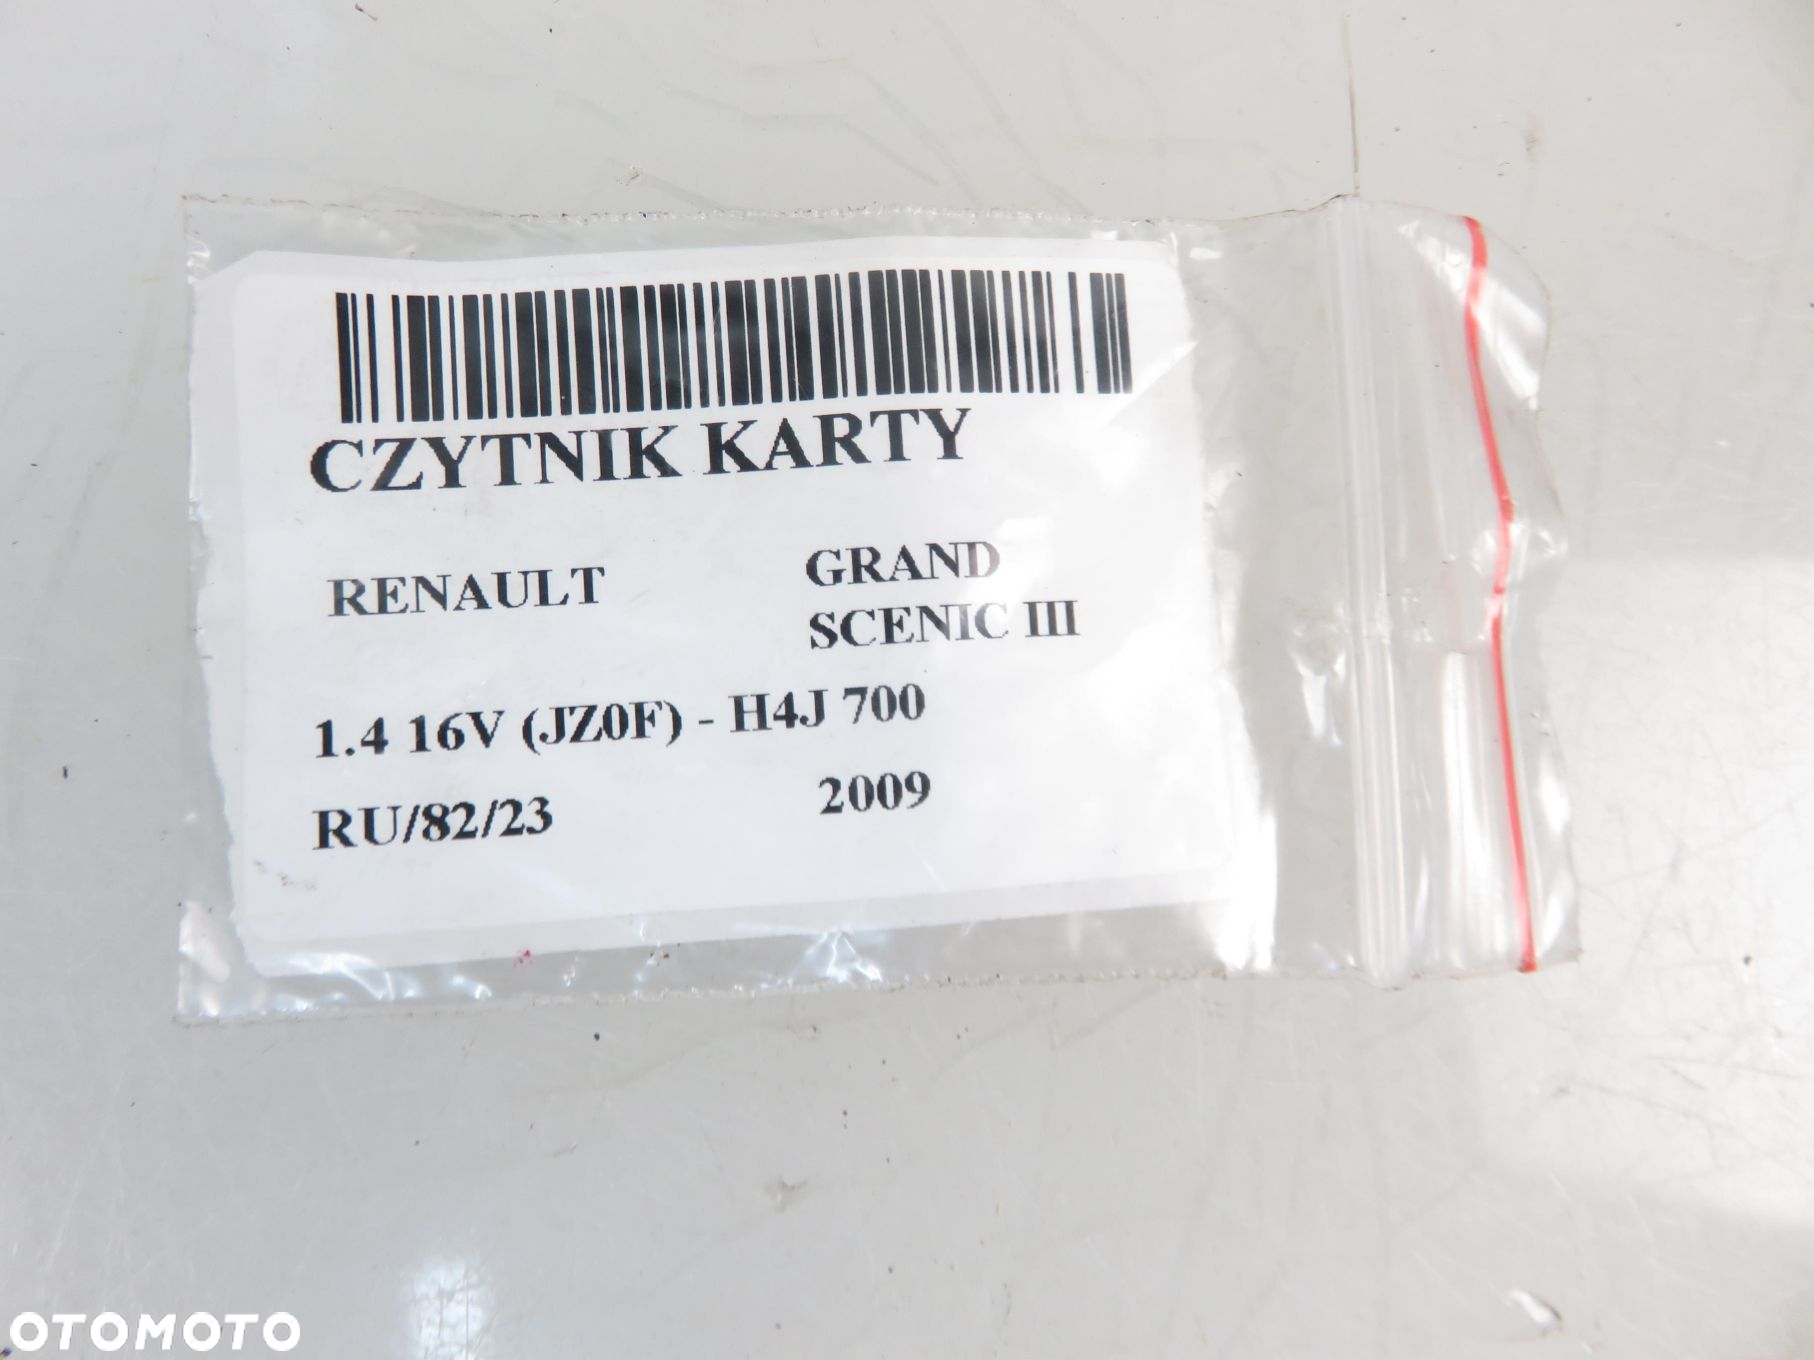 CZYTNIK KARTY
RENAULT
GRAND
SCENIC III
1.4 16V (JZ0F) - H4J 700
RU/82/23
2009
OTOMOTO